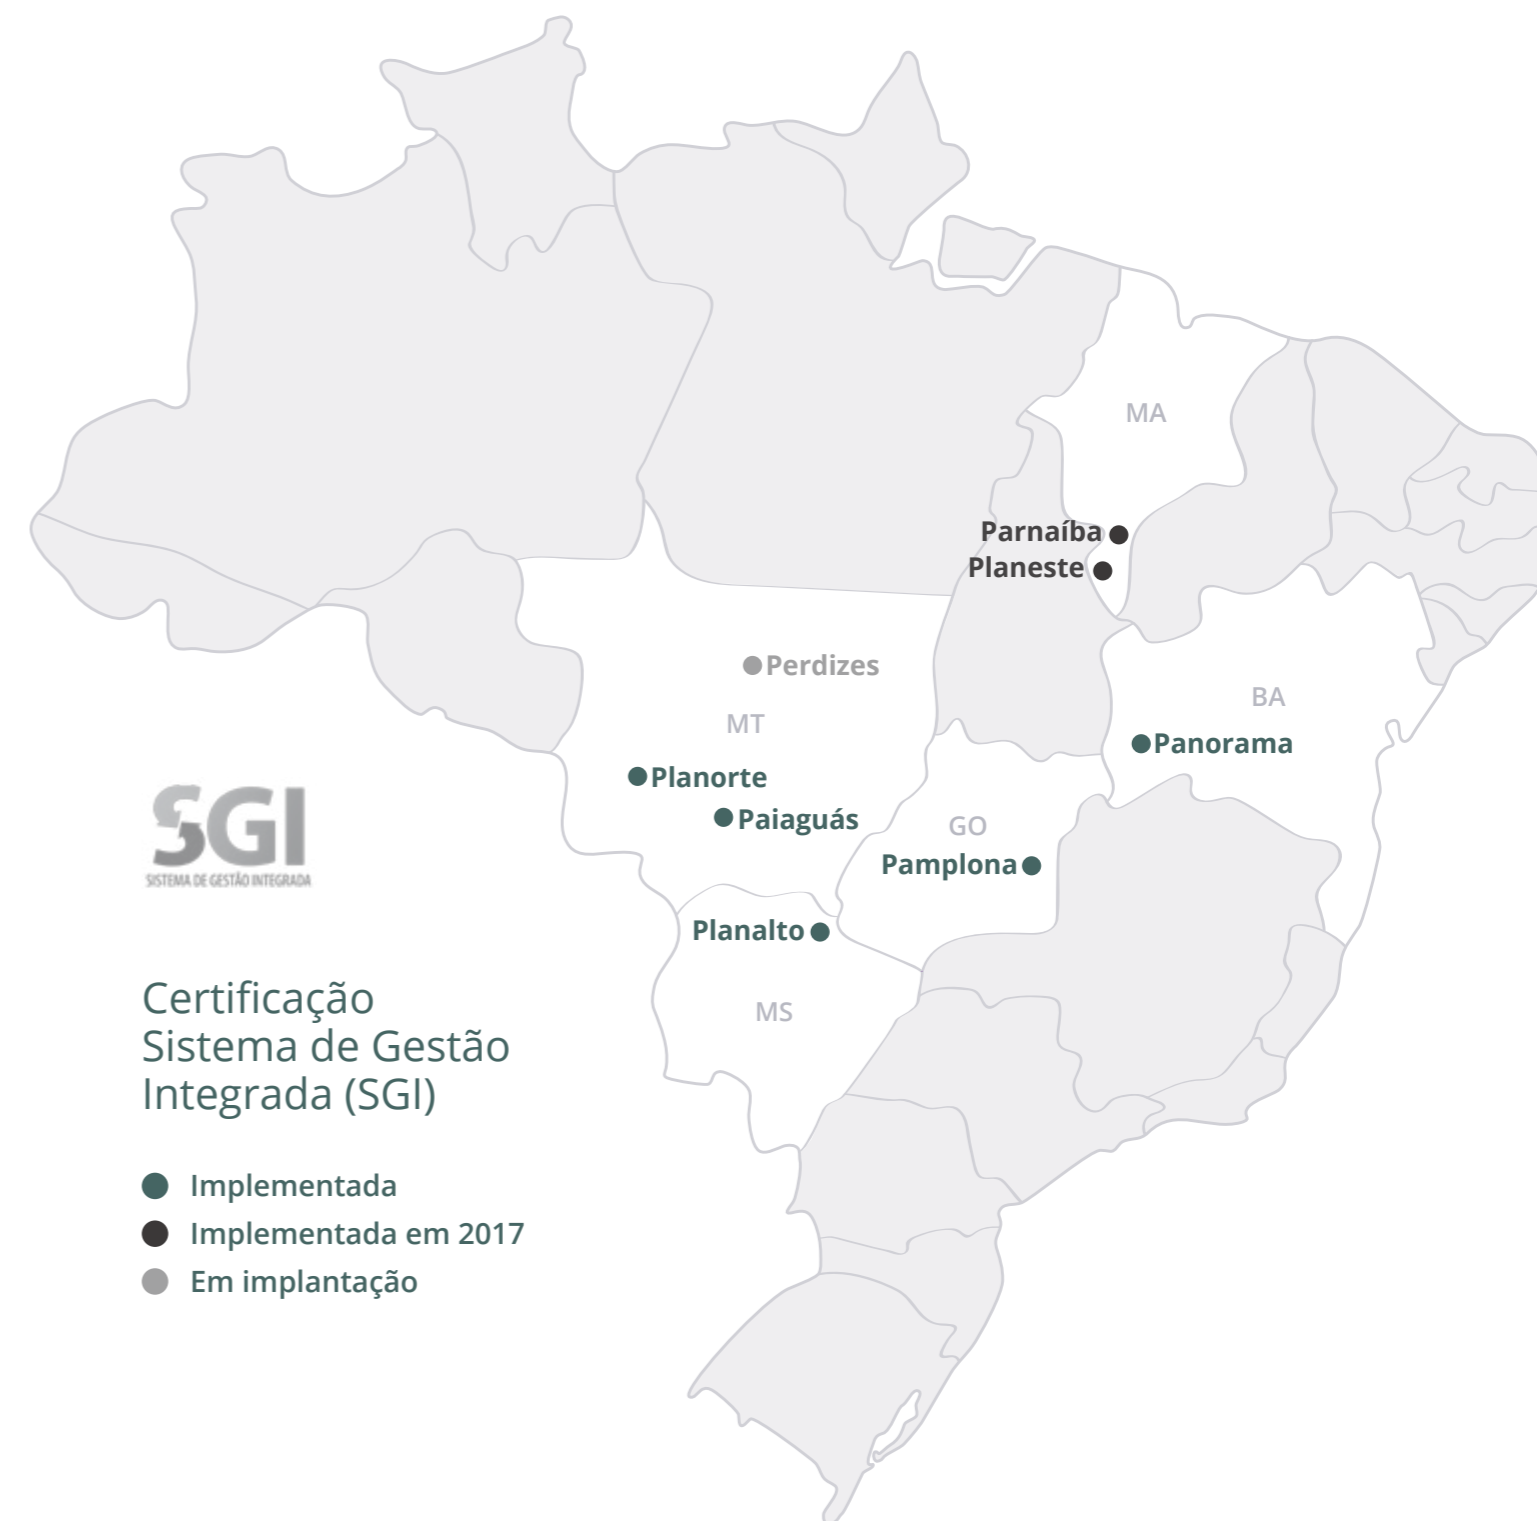 MA
Parnaíba
Planeste
Perdizes
MT
BA
Panorama
Planorte
Paiaguás
GO
Pamplona
Planalto
MS
SGI
SISTEMA DE GESTÃO INTEGRADA
Certificação
Sistema de Gestão
Integrada (SGI)
Implementada
Implementada em 2017
Em implantação